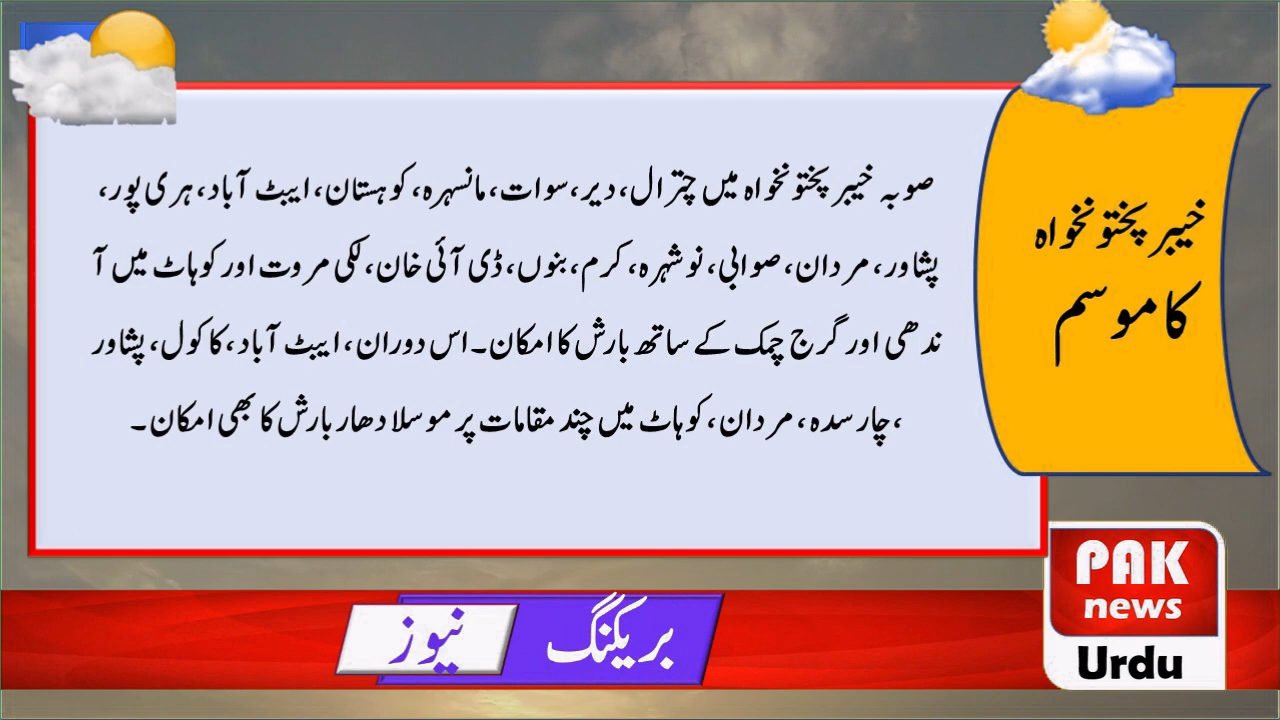 خیبر پختونخواہ
کا موسم
صوبہ خیبر پختونخواہ میں چترال، دیر، سوات، مانسہرہ، کوہستان، ایبٹ آباد، ہری پور،
پشاور، مردان، صوابی، نوشہرہ، کرم، بنوں، ڈی آئی خان، لکی مروت اور کوہاٹ میں آ
ندھی اور گرج چمک کے ساتھ بارش کا امکان۔ اس دوران، ایبٹ آباد، کاکول، پشاور
، چارسدہ، مردان، کوہاٹ میں چند مقامات پر موسلا دھار بارش کا بھی امکان۔
بریکنگ نیوز
PAK
news
Urdu